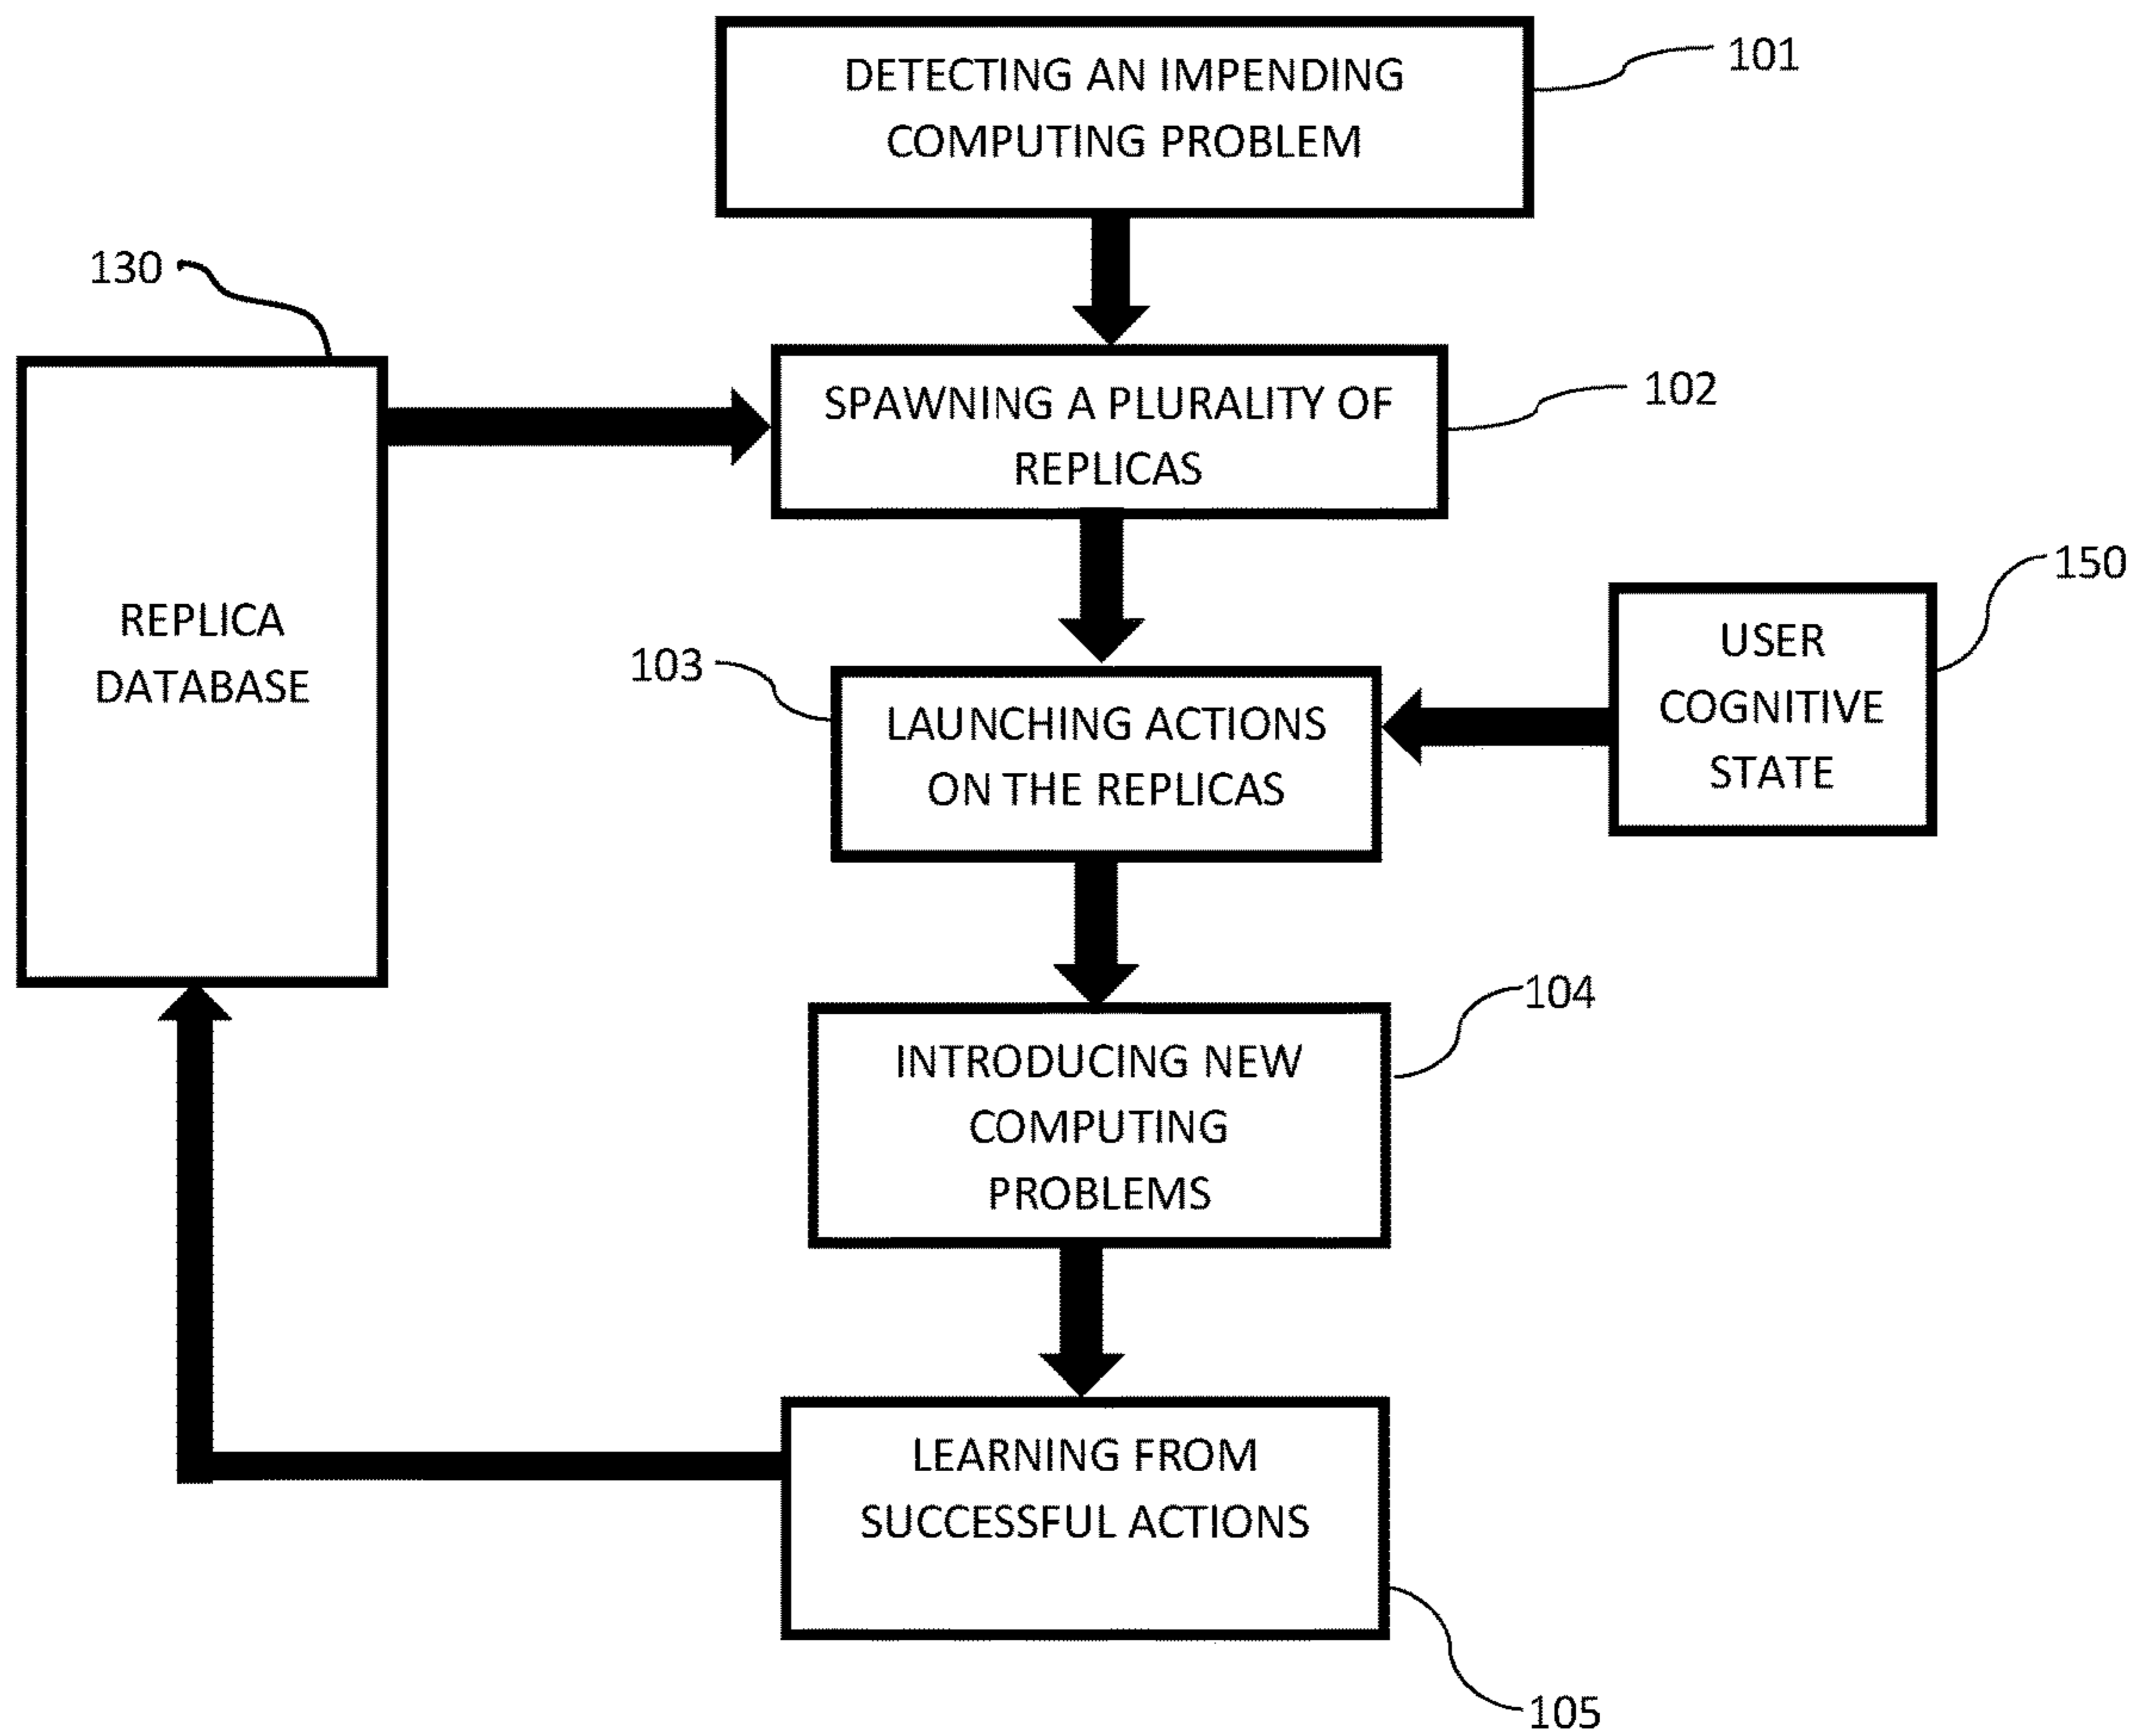 DETECTING AN IMPENDING
COMPUTING PROBLEM
101
130
SPAWNING A PLURALITY OF
REPLICAS
102
REPLICA
DATABASE
103
LAUNCHING ACTIONS
ON THE REPLICAS
150
USER
COGNITIVE
STATE
104
INTRODUCING NEW
COMPUTING
PROBLEMS
LEARNING FROM
SUCCESSFUL ACTIONS
105